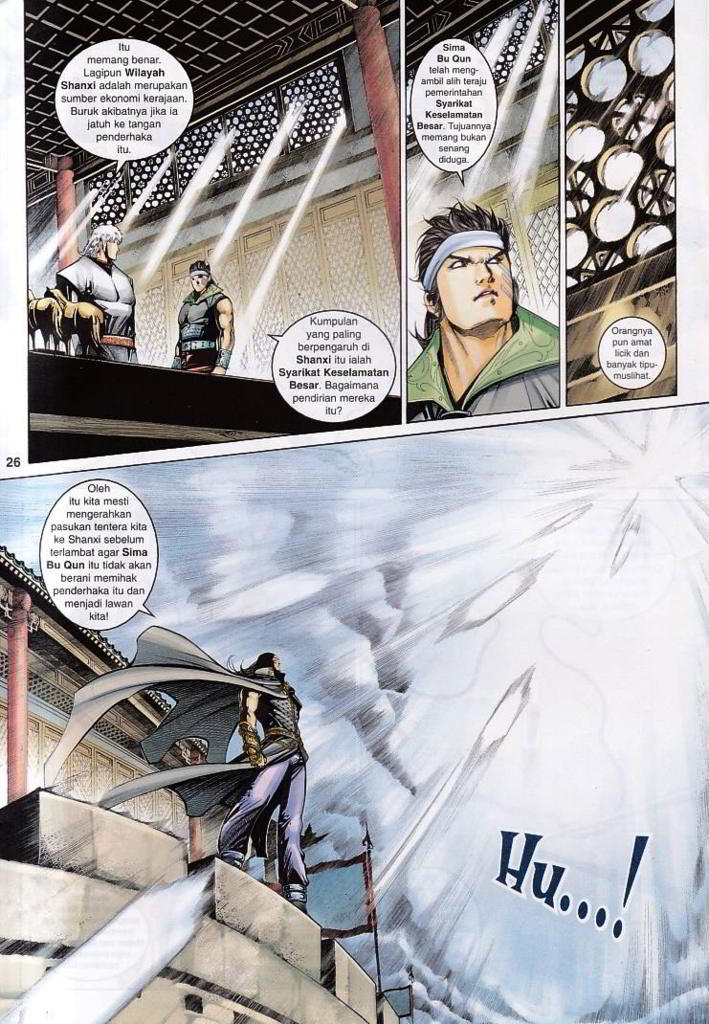 Itu
memang benar.
Lagipun Wilayah
Shanxi adalah merupakan
sumber ekonomi kerajaan.
Buruk akibatnya jika ia
jatuh ke tangan
penderhaka
itu.
Kumpulan
yang paling
berpengaruh di
Shanxi itu ialah
Syarikat Keselamatan
Besar. Bagaimana
pendirian mereka
itu?
Sima
Bu Qun
telah meng-
ambil alih teraju
pemerintahan
Syarikat
Keselamatan
Besar. Tujuannya
memang bukan
senang
diduga.
Orangnya
pun amat
licik dan
banyak tipu-
muslihat.
26
Oleh
itu kita mesti
mengerahkan
pasukan tentera kita
ke Shanxi sebelum
terlambat agar Sima
Bu Qun itu tidak akan
berani memihak
penderhaka itu dan
menjadi lawan
kita!
Hu....!